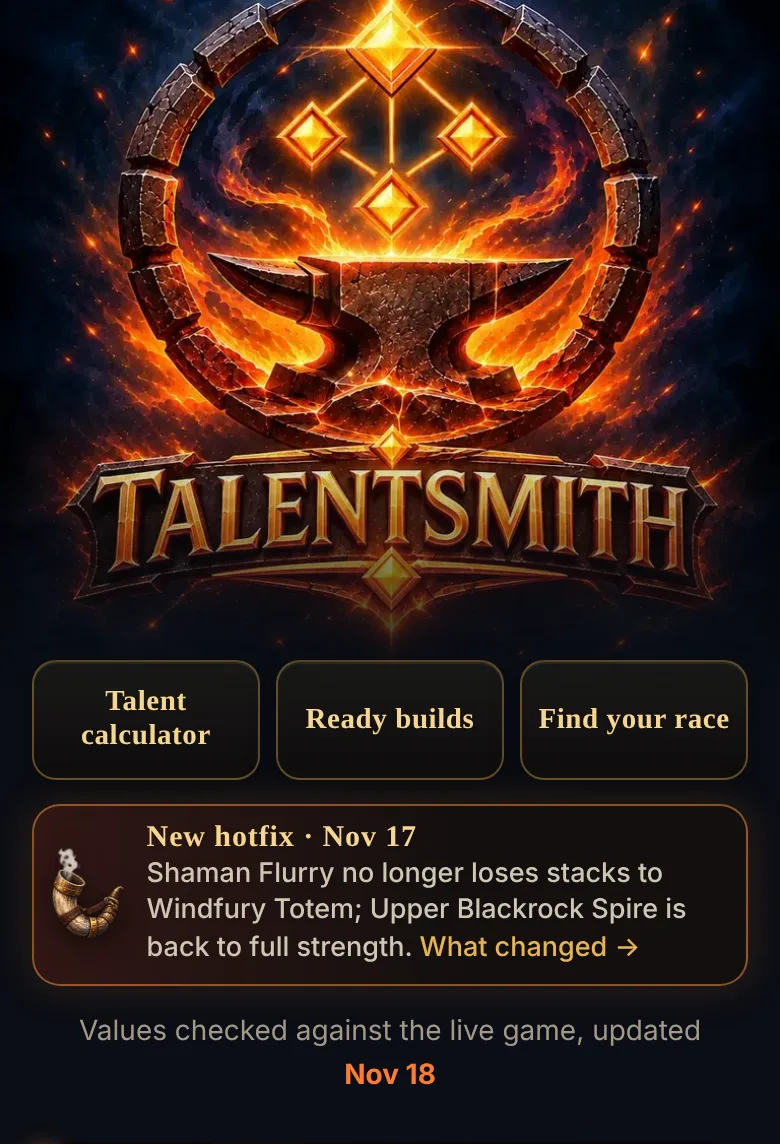 TALENTSMITH
Talent
calculator
Ready builds
Find your race
New hotfix · Nov 17
Shaman Flurry no longer loses stacks to
Windfury Totem; Upper Blackrock Spire is
back to full strength. What changed →
Values checked against the live game, updated
Nov 18